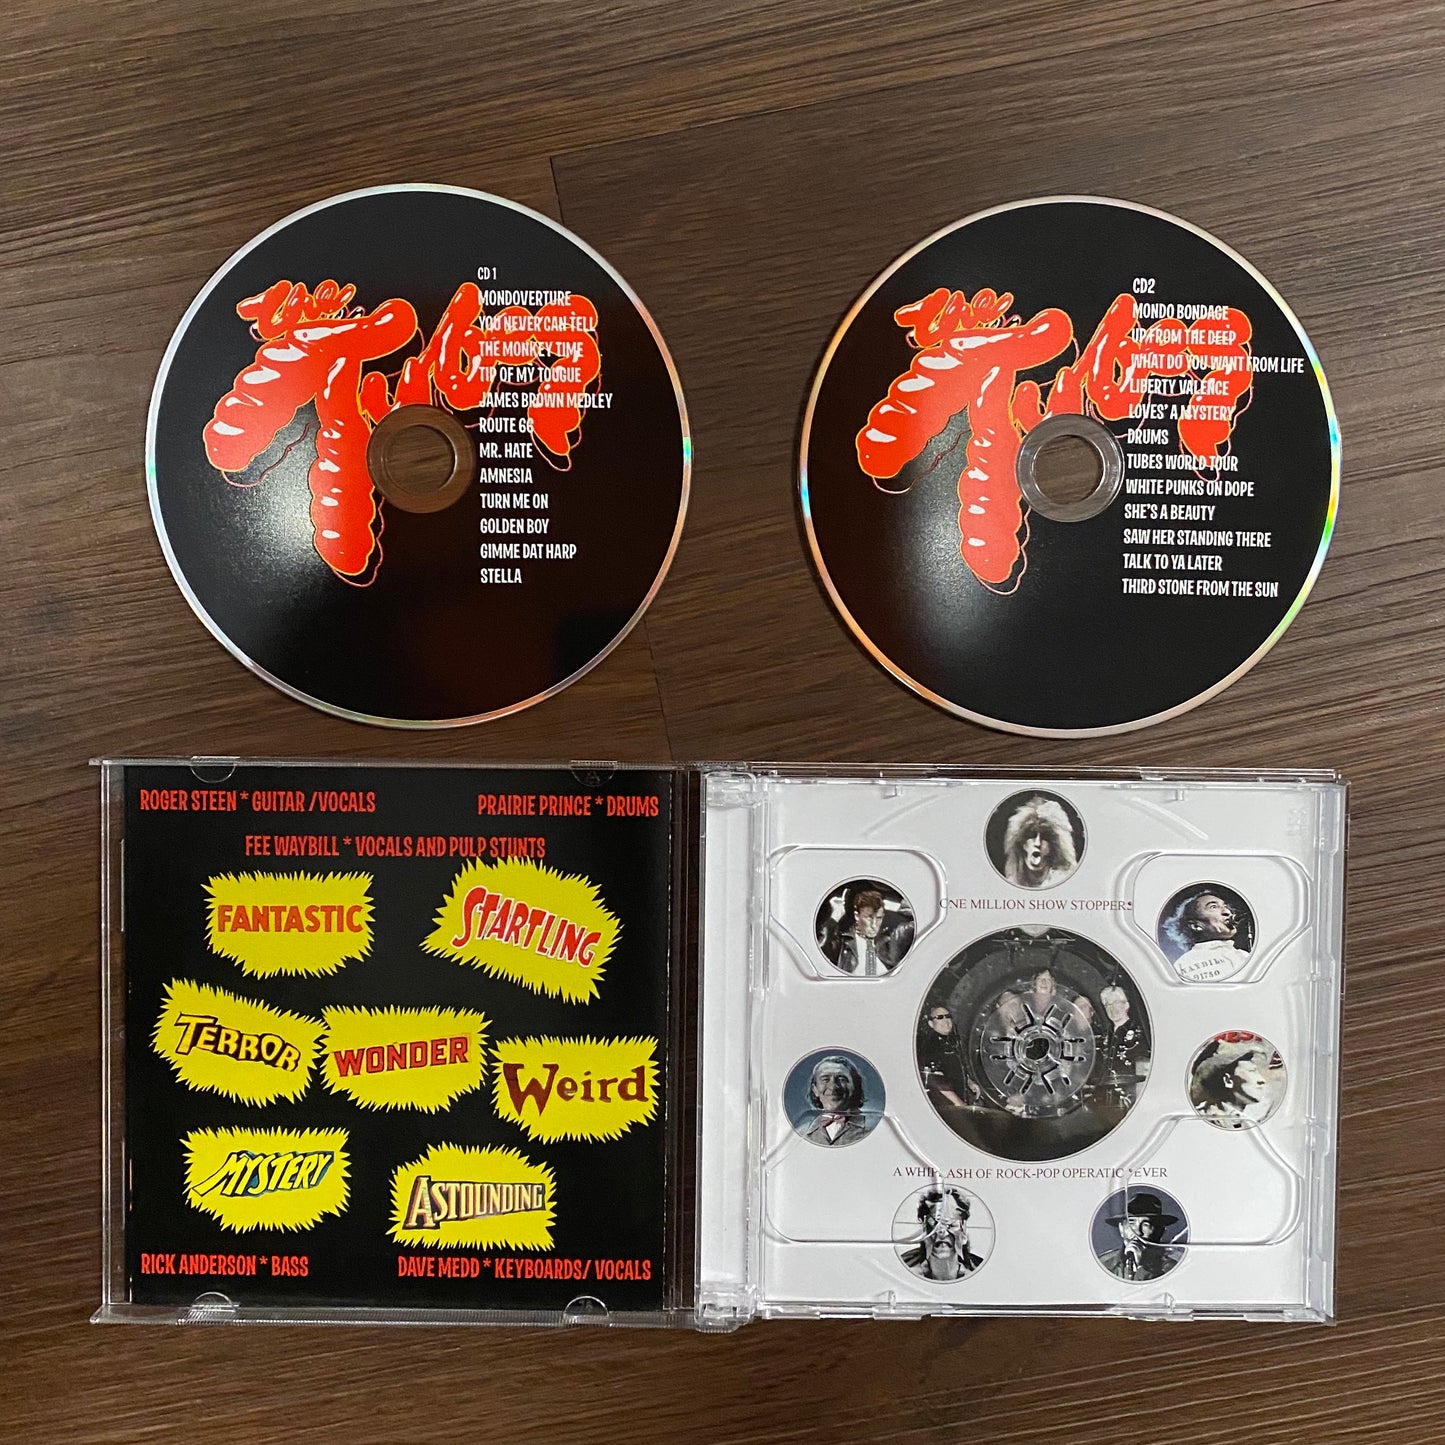 The Tubes
CD 1
MONDOVERTURE
YOU NEVER CAN TELL
THE MONKEY TIME
TIP OF MY TOUGUE
JAMES BROWN MEDLEY
ROUTE 66
MR. HATE
AMNESIA
TURN ME ON
GOLDEN BOY
GIMME DAT HARP
STELLA
The Tubes
CD2
MONDO BONDAGE
UP FROM THE DEEP
WHAT DO YOU WANT FROM LIFE
LIBERTY VALENCE
LOVES' A MYSTERY
DRUMS
TUBES WORLD TOUR
WHITE PUNKS ON DOPE
SHE'S A BEAUTY
SAW HER STANDING THERE
TALK TO YA LATER
THIRD STONE FROM THE SUN
ROGER STEEN * GUITAR /VOCALS
PRAIRIE PRINCE * DRUMS
FEE WAYBILL * VOCALS AND PULP STUNTS
FANTASTIC
STARTLING
TERROR
WONDER
Weird
MYSTERY
ASTOUNDING
RICK ANDERSON * BASS
DAVE MEDD * KEYBOARDS/ VOCALS
ONE MILLION SHOW STOPPERS
WAYBILL
91750
A WHIPLASH OF ROCK-POP OPERATIC FEVER